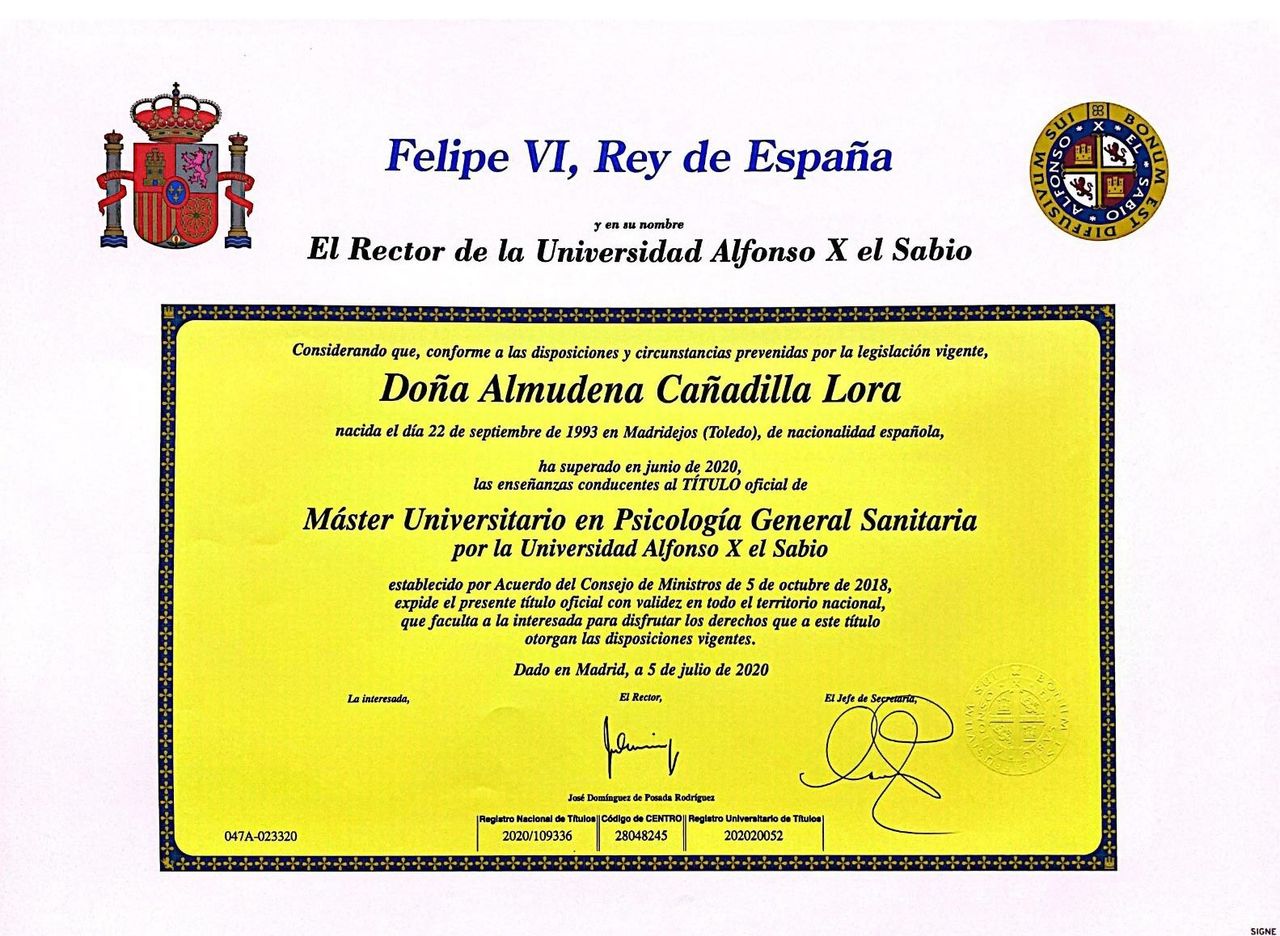 Felipe VI, Rey de España
BONUM EST DIFFUSIVUM SUI
ALFONSO X EL SABIO
y en su nombre
El Rector de la Universidad Alfonso X el Sabio
Considerando que, conforme a las disposiciones y circunstancias prevenidas por la legislación vigente,
Doña Almudena Cañadilla Lora
nacida el día 22 de septiembre de 1993 en Madridejos (Toledo), de nacionalidad española,
ha superado en junio de 2020,
las enseñanzas conducentes al TÍTULO oficial de
Máster Universitario en Psicología General Sanitaria
por la Universidad Alfonso X el Sabio
establecido por Acuerdo del Consejo de Ministros de 5 de octubre de 2018,
expide el presente título oficial con validez en todo el territorio nacional,
que faculta a la interesada para disfrutar los derechos que a este título
otorgan las disposiciones vigentes.
Dado en Madrid, a 5 de julio de 2020
La interesada, El Rector, El Jefe de Secretaría,
José Domínguez de Posada Rodríguez
Registro Nacional de Títulos Código de CENTRO Registro Universitario de Títulos
047A-023320 2020/109336 28048245 202020052
SIGNE